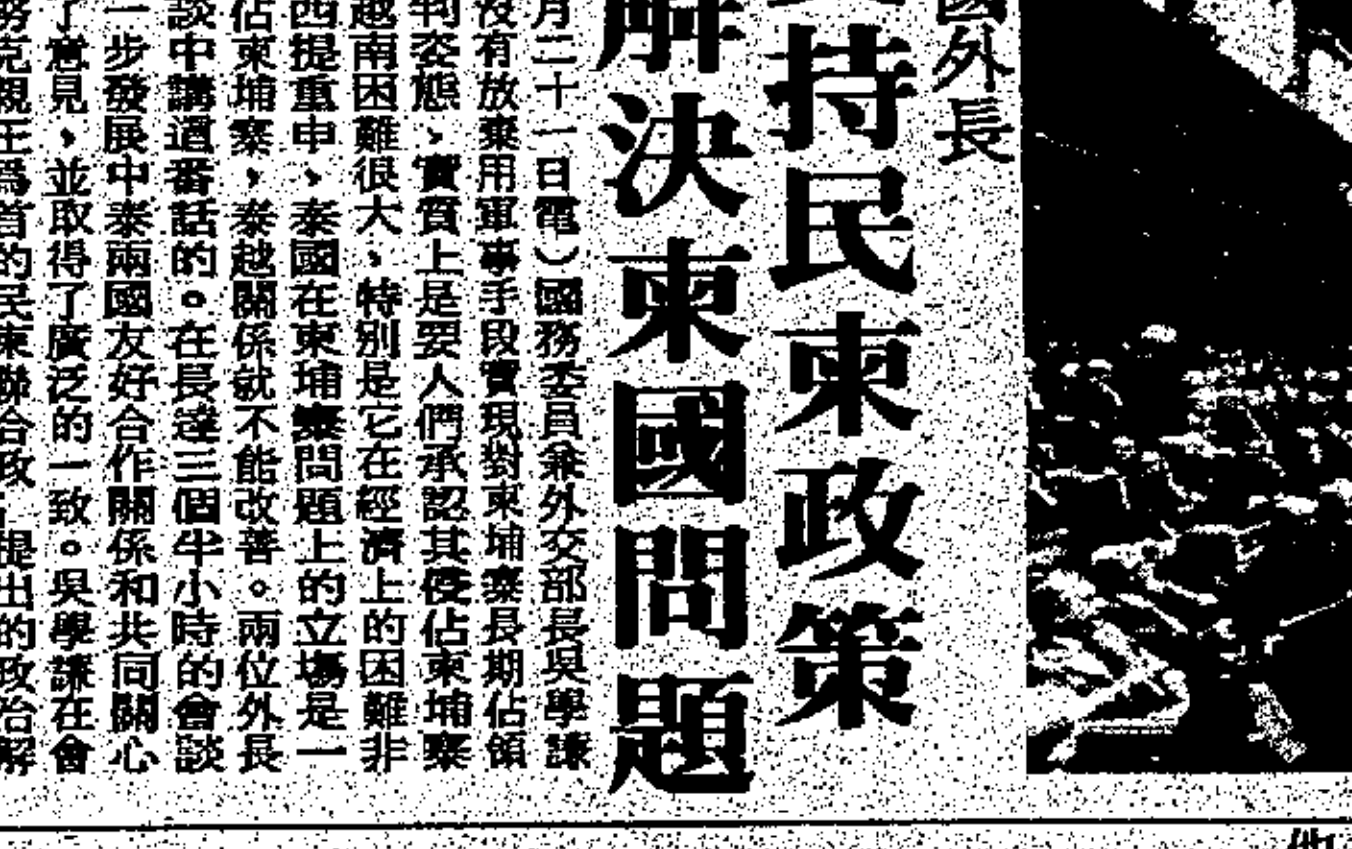 國外長
持民柬政策
解決柬國問題
月二十一日電）國務委員兼外交部長吳學謙
沒有放棄用軍事手段實現對柬埔寨長期佔領
判姿態、實質上是要人們承認其侵佔柬埔寨
越南困難很大，特別是它在經濟上的困難非
西提重申、泰國在柬埔寨問題上的立場是一
佔柬埔寨，泰越關係就不能改善。兩位外長
談中講這番話的。在長達三個半小時的會談
一步發展中泰兩國友好合作關係和共同關心
了意見，並取得了廣泛的一致。吳學謙在會
努克親王爲首的民柬聯合政 提出的政治解
他